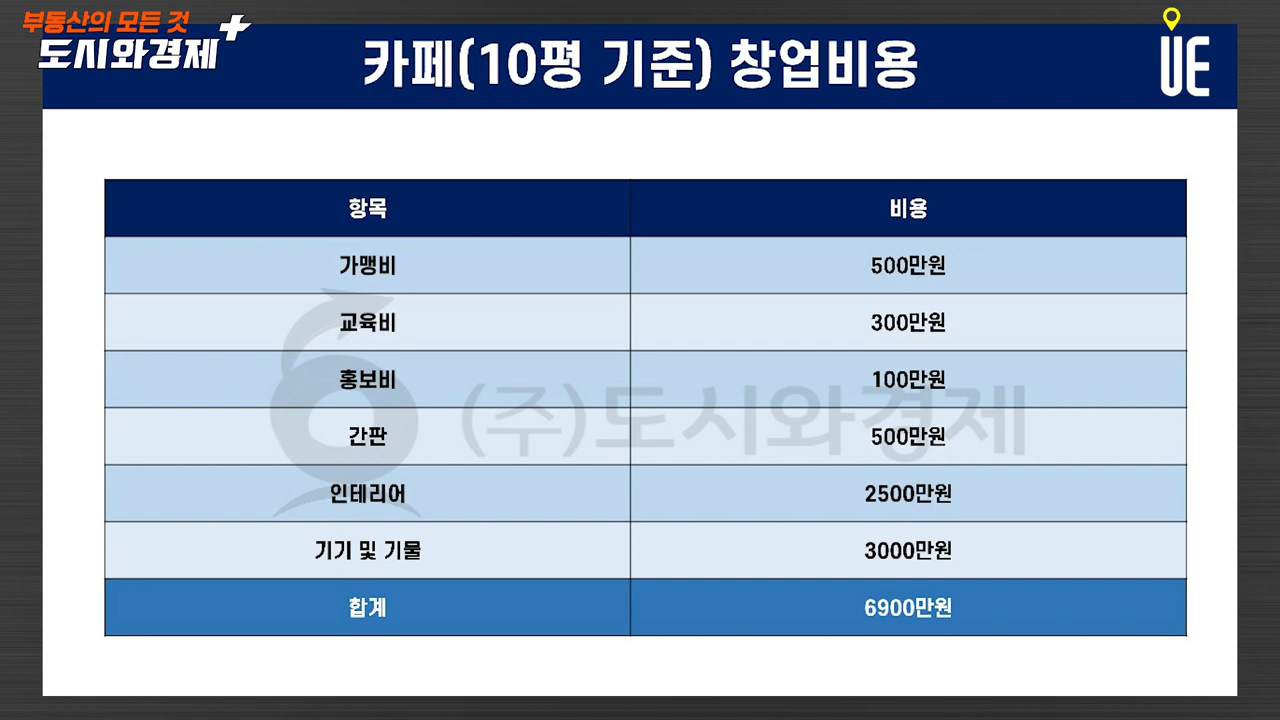 부동산의 모든 것
도시와경제+
카페(10평 기준) 창업비용
UE
항목 비용
가맹비 500만원
교육비 300만원
홍보비 100만원
간판 500만원
인테리어 2500만원
기기 및 기물 3000만원
합계 6900만원
(주)도시와경제